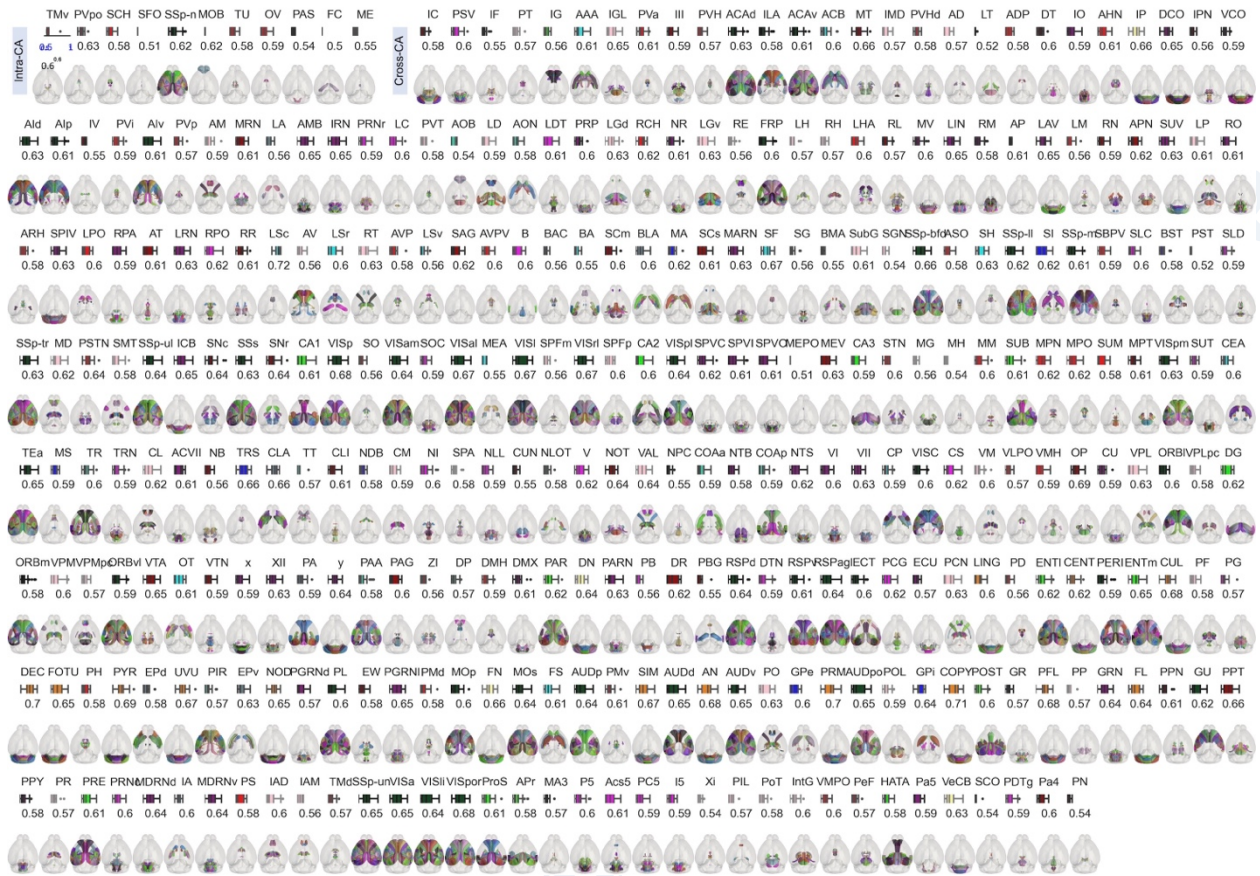 TMv PVpo SCH SFO SSp-n MOB TU OV PAS FC ME IC PSV IF PT IG AAA IGL PVa III PVH ACAd ILA ACAv ACB MT IMD PVHd AD LT ADP DT IO AHN IP DCO IPN VCO
Intra-CA
Cross-CA
0.5 1 0.63 0.58 0.51 0.62 0.62 0.58 0.59 0.54 0.5 0.55 0.58 0.6 0.55 0.56 0.6 0.61 0.65 0.59 0.57 0.57 0.63 0.58 0.61 0.6 0.66 0.57 0.58 0.57 0.52 0.58 0.6 0.59 0.61 0.66 0.65 0.56 0.59
0.6
AId AIp IV PVi AIv PVp AM MRN LA AMB IRN PRNr LC PVT AOB LD AON LDT PRP LGd RCH NR LGv RE FRP LH RH LHA RL MV LIN RM AP LAV LM RN APN SUV LP RO
0.63 0.61 0.55 0.59 0.61 0.57 0.59 0.61 0.56 0.65 0.65 0.59 0.6 0.58 0.54 0.59 0.58 0.61 0.6 0.63 0.62 0.61 0.63 0.56 0.6 0.57 0.57 0.62 0.57 0.6 0.65 0.58 0.61 0.65 0.56 0.59 0.62 0.63 0.6 0.61
ARH SPIV LPO RPA AT LRN RPO RR LSc AV LSr RT AVP LSv SAG AVPV B BAC BA SCm BLA MA SCs MARN SF SG BMA SubG SGN SSp-bfd ASO SH SSp-ll SI SSp-m SBPV SLC BST PST SLD
0.58 0.63 0.6 0.59 0.61 0.63 0.62 0.6 0.72 0.56 0.6 0.63 0.58 0.56 0.6 0.6 0.6 0.56 0.55 0.6 0.6 0.6 0.61 0.63 0.67 0.56 0.55 0.61 0.54 0.66 0.58 0.63 0.62 0.62 0.61 0.59 0.6 0.58 0.52 0.59
SSp-tr MD PSTN SMT SSp-ul ICB SNc SSs SNr CA1 VISp SO VISam SOC VISal MEA VISl SPFm VISrl SPFp CA2 VISpl SPVC SPVI SPVO MEPO MEV CA3 STN MG MH MM SUB MPN MPO SUM MPT VISpm SUT CEA
0.63 0.62 0.64 0.58 0.64 0.62 0.6 0.64 0.64 0.61 0.68 0.56 0.64 0.59 0.67 0.55 0.67 0.56 0.67 0.6 0.6 0.64 0.62 0.61 0.61 0.51 0.63 0.59 0.6 0.56 0.54 0.58 0.61 0.62 0.62 0.58 0.61 0.63 0.59 0.6
TEa MS TR TRN CL ACVII NB TRS CLA TT CLI NDB CM NI SPA NLL CUN NLOT V NOT VAL NPC COAa NTB COAp NTS VI VII CP VISC CS VM VLPO VMH OP CU VPL ORBl VPLpc DG
0.65 0.59 0.6 0.59 0.62 0.61 0.56 0.66 0.61 0.57 0.61 0.56 0.58 0.6 0.56 0.58 0.56 0.58 0.62 0.64 0.64 0.55 0.59 0.58 0.58 0.62 0.6 0.61 0.62 0.6 0.62 0.6 0.57 0.59 0.69 0.59 0.63 0.6 0.58 0.62
ORBm VPM VPMpc ORBvl VTA OT VTN x XII PA y PAA PAG ZI DP DMH DMX PAR DN PARN PB DR PBG RSPd DTN RSPv RSPagl ECT PCG ECU PCN LING PD ENTl CENT PERI ENTm CUL PF PG
0.58 0.6 0.57 0.59 0.65 0.6 0.6 0.59 0.63 0.59 0.64 0.58 0.6 0.56 0.57 0.58 0.55 0.62 0.64 0.63 0.56 0.62 0.55 0.65 0.59 0.61 0.64 0.6 0.62 0.59 0.63 0.6 0.56 0.62 0.62 0.59 0.65 0.68 0.58 0.57
DEC FOTU PH PYR EPd UVU PIR EPv NOD PGRNd PL EW PGRNl PMd MOp FN MOs FS AUDp PMv SIM AUDd AN AUDv PO GPe PRM AUDpo POL GPi COPY POST GR PFL PP GRN FL PPN GU PPT
0.7 0.65 0.58 0.69 0.6 0.67 0.6 0.63 0.64 0.57 0.6 0.58 0.6 0.56 0.62 0.66 0.64 0.61 0.64 0.59 0.67 0.65 0.68 0.65 0.63 0.6 0.7 0.65 0.59 0.64 0.71 0.6 0.57 0.68 0.57 0.64 0.64 0.6 0.62 0.66
PPY PR PRE PRNc MDRNd IA MDRNv PS IAD IAM TMd SSp-un VISa VISli VISpor ProS APr MA3 P5 Acs5 PC5 I5 Xi PIL PoT IntG VMPO PeF HATA Pa5 VeCB SCO PDTg Pa4 PN
0.58 0.57 0.61 0.6 0.64 0.6 0.64 0.58 0.6 0.56 0.58 0.65 0.65 0.64 0.68 0.61 0.58 0.57 0.6 0.61 0.59 0.59 0.54 0.57 0.58 0.6 0.6 0.57 0.58 0.59 0.63 0.54 0.59 0.6 0.54